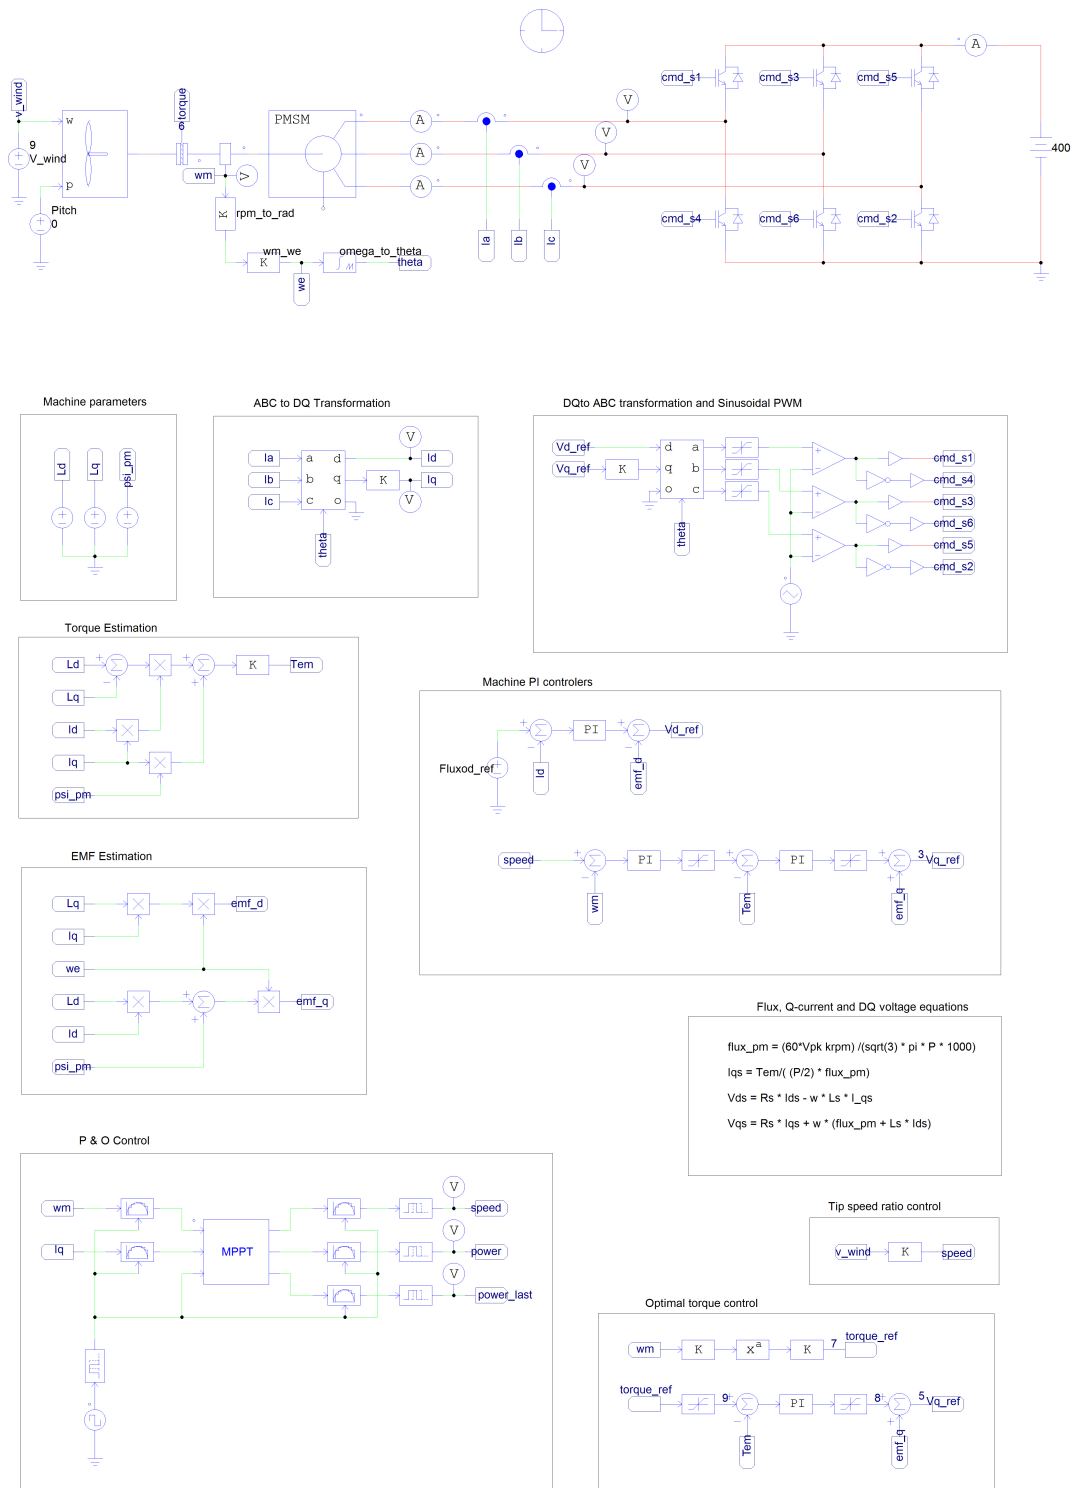 cmd_s1
cmd_s3
cmd_s5
A
v_wind
w
9
V_wind
p
Pitch
0
torque
6
wm
V
K
rpm_to_rad
wm_we
K
we
omega_to_theta
theta
PMSM
A
A
A
V
V
V
Ia
Ib
Ic
cmd_s4
cmd_s6
cmd_s2
400
Machine parameters
Ld
Lq
psi_pm
ABC to DQ Transformation
Ia
Ib
Ic
a d
b q
c o
K
V
Id
Iq
V
theta
DQto ABC transformation and Sinusoidal PWM
Vd_ref
Vq_ref
K
d a
q b
o c
theta
cmd_s1
cmd_s4
cmd_s3
cmd_s6
cmd_s5
cmd_s2
Torque Estimation
Ld
Lq
Id
Iq
psi_pm
K
Tem
Machine PI controlers
Fluxod_ref
PI
Id
emf_d
Vd_ref
speed
wm
PI
Tem
PI
emf_q
3
Vq_ref
EMF Estimation
Lq
Iq
we
Ld
Id
psi_pm
emf_d
emf_q
Flux, Q-current and DQ voltage equations
flux_pm = (60*Vpk krpm) /(sqrt(3) * pi * P * 1000)
Iqs = Tem/( (P/2) * flux_pm)
Vds = Rs * Ids - w * Ls * I_qs
Vqs = Rs * Iqs + w * (flux_pm + Ls * Ids)
P & O Control
wm
Iq
MPPT
V
speed
V
power
V
power_last
Tip speed ratio control
v_wind
K
speed
Optimal torque control
wm
K
x^a
K
7
torque_ref
torque_ref
9
Tem
PI
8
emf_q
5
Vq_ref